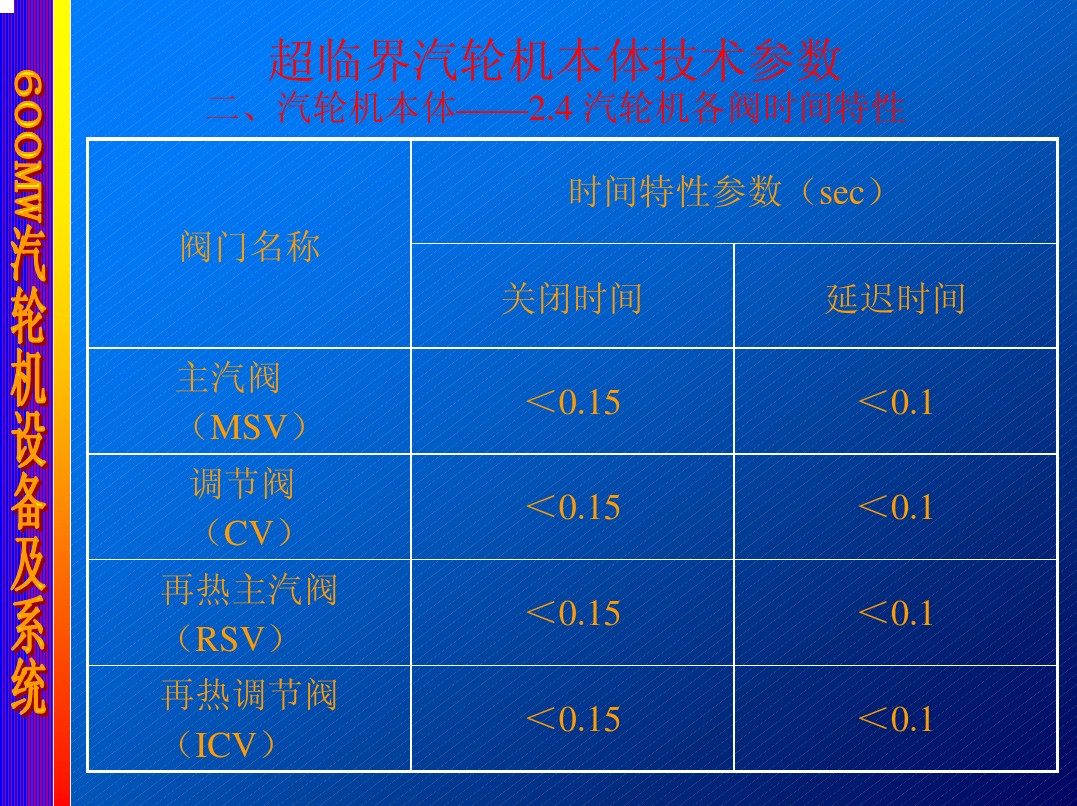 超临界汽轮机本体技术参数
二、汽轮机本体——2.4 汽轮机各阀时间特性
600MW汽轮机设备及系统
阀门名称
时间特性参数（sec）
关闭时间
延迟时间
主汽阀
（MSV）
＜0.15
＜0.1
调节阀
（CV）
＜0.15
＜0.1
再热主汽阀
（RSV）
＜0.15
＜0.1
再热调节阀
（ICV）
＜0.15
＜0.1